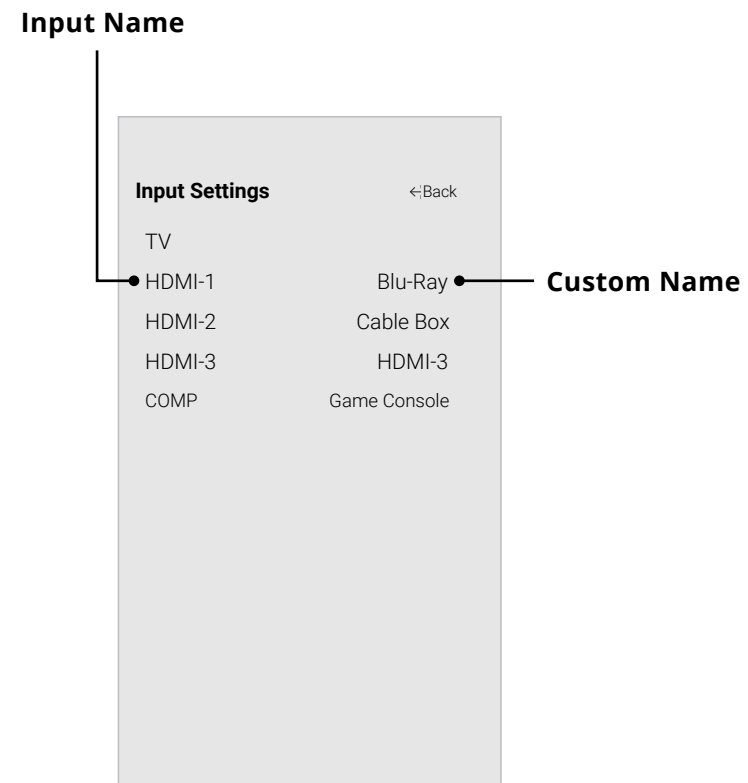 Input Name
Input Settings ←Back
TV
HDMI-1 Blu-Ray Custom Name
HDMI-2 Cable Box
HDMI-3 HDMI-3
COMP Game Console